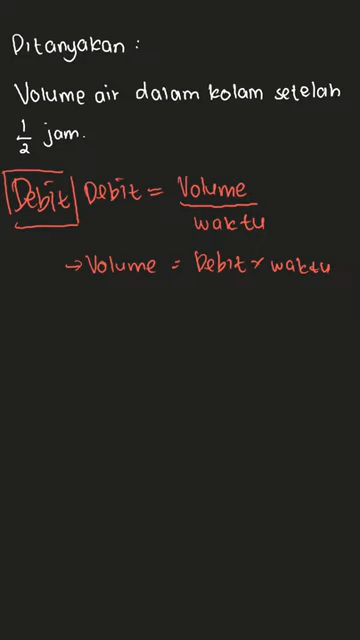 Ditanyakan :
Volume air dalam kolam setelah
1/2 jam.
Debit Debit = Volume / waktu
→ Volume = Debit × waktu